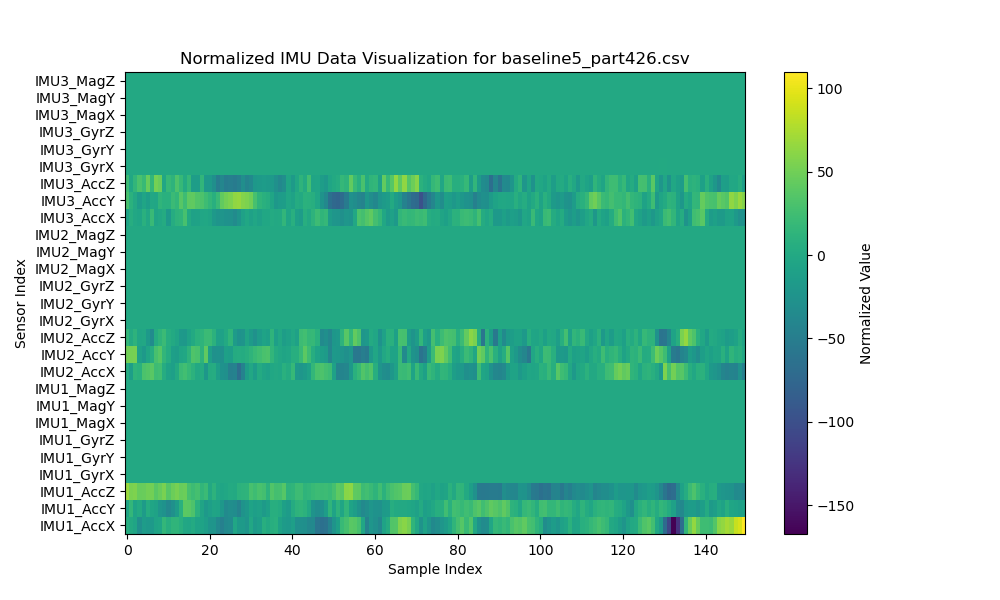 Normalized IMU Data Visualization for baseline5_part426.csv
IMU3_MagZ
IMU3_MagY
IMU3_MagX
IMU3_GyrZ
IMU3_GyrY
IMU3_GyrX
IMU3_AccZ
IMU3_AccY
IMU3_AccX
IMU2_MagZ
IMU2_MagY
IMU2_MagX
IMU2_GyrZ
IMU2_GyrY
IMU2_GyrX
IMU2_AccZ
IMU2_AccY
IMU2_AccX
IMU1_MagZ
IMU1_MagY
IMU1_MagX
IMU1_GyrZ
IMU1_GyrY
IMU1_GyrX
IMU1_AccZ
IMU1_AccY
IMU1_AccX
Sensor Index
0 20 40 60 80 100 120 140
Sample Index
100
50
0
−50
−100
−150
Normalized Value